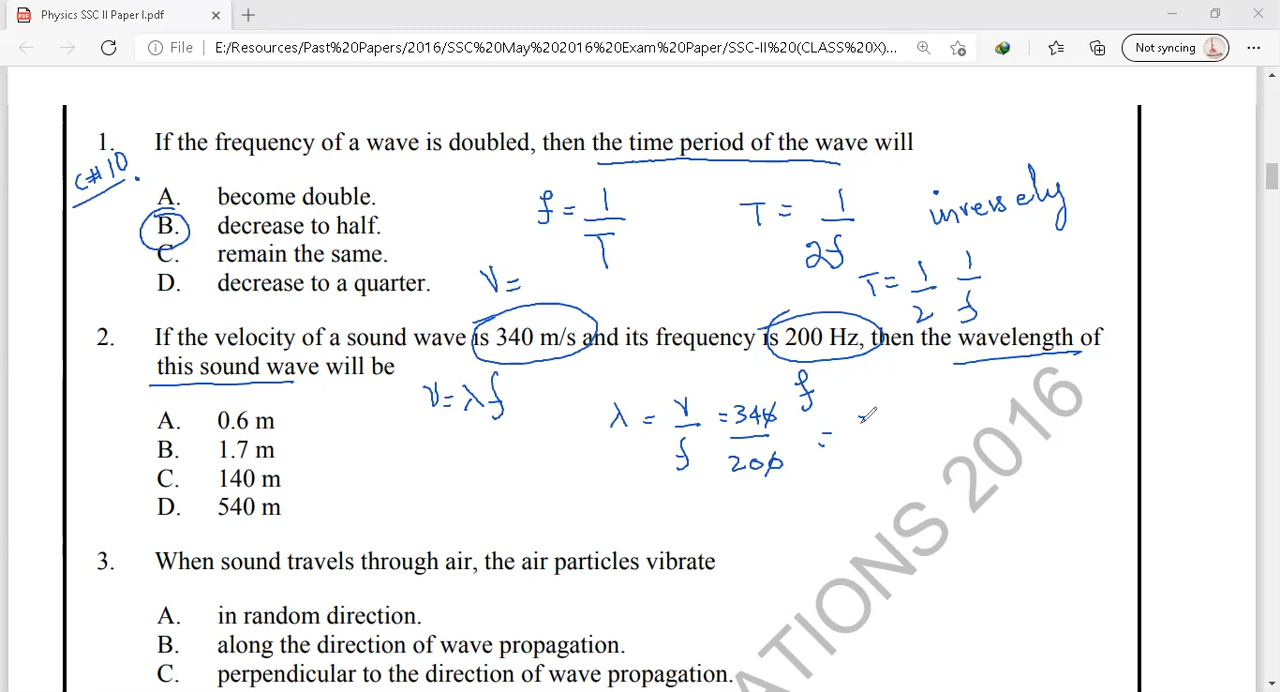 Physics SSC II Paper I.pdf
File E:/Resources/Past%20Papers/2016/SSC%20May%202016%20Exam%20Paper/SSC-II%20(CLASS%20X)... Not syncing
1. If the frequency of a wave is doubled, then the time period of the wave will
C#10.
A. become double.
B. decrease to half.
C. remain the same.
D. decrease to a quarter.
f = 1/T
T = 1/2f
inversely
T = 1/2 1/f
V =
2. If the velocity of a sound wave is 340 m/s and its frequency is 200 Hz, then the wavelength of
this sound wave will be
v = λf
f
λ = v/f = 340/200 =
A. 0.6 m
B. 1.7 m
C. 140 m
D. 540 m
3. When sound travels through air, the air particles vibrate
A. in random direction.
B. along the direction of wave propagation.
C. perpendicular to the direction of wave propagation.
ATIONS 2016